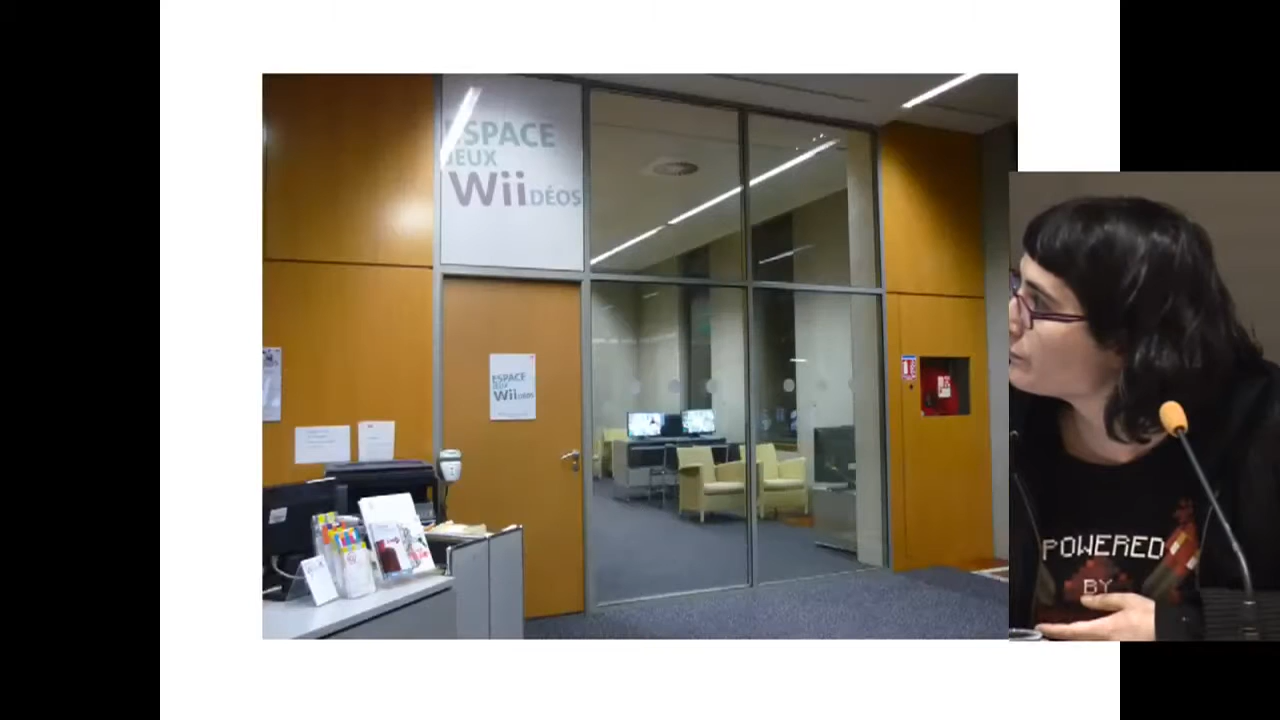 ESPACE
JEUX
WiiDÉOS
ESPACE
JEUX
WiiDÉOS
POWERED
BY